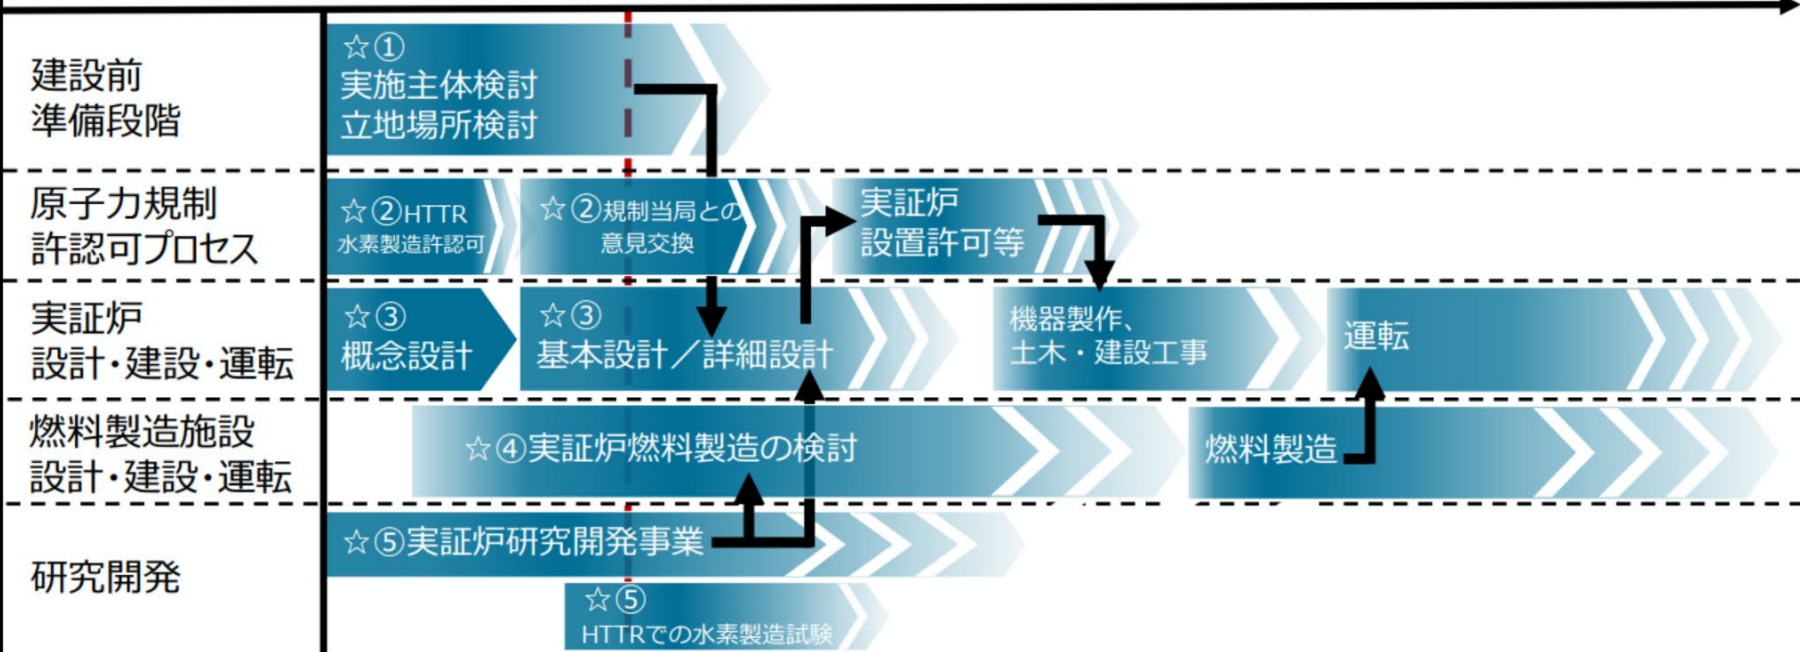 建設前
準備段階
☆①
実施主体検討
立地場所検討
原子力規制
許認可プロセス
☆②HTTR
水素製造許認可
☆②規制当局との
意見交換
実証炉
設置許可等
実証炉
設計・建設・運転
☆③
概念設計
☆③
基本設計／詳細設計
機器製作、
土木・建設工事
運転
燃料製造施設
設計・建設・運転
☆④実証炉燃料製造の検討
燃料製造
研究開発
☆⑤実証炉研究開発事業
☆⑤
HTTRでの水素製造試験